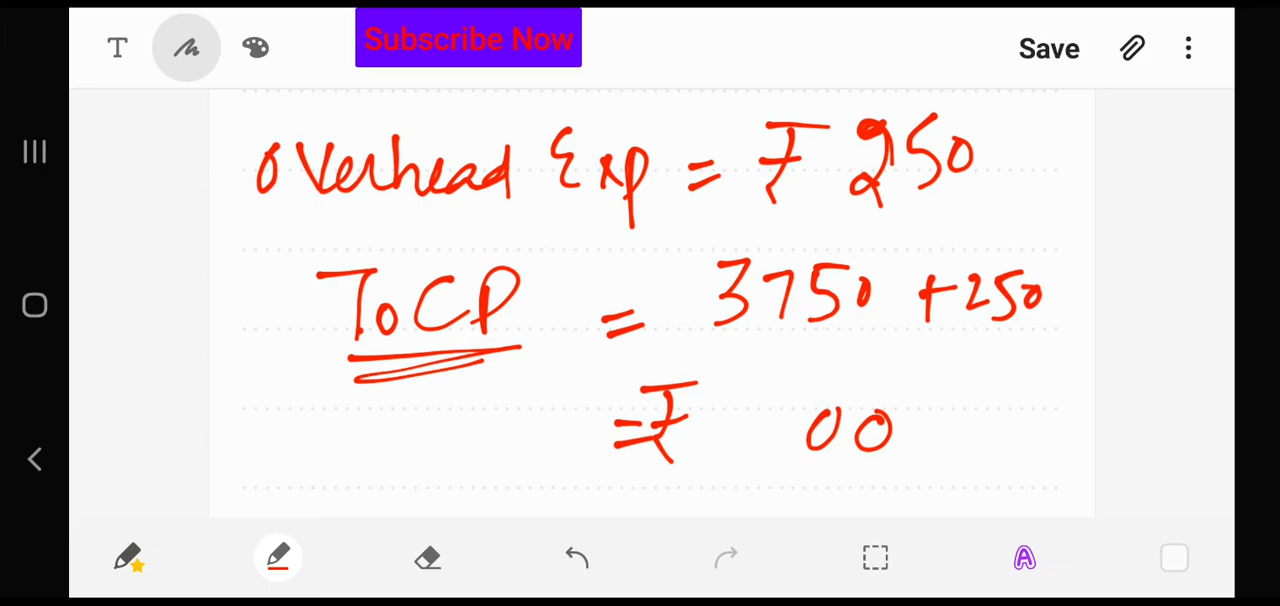 Subscribe Now
Save
Overhead Exp = ₹ 250
ToCP = 3750 + 250
= ₹ 00